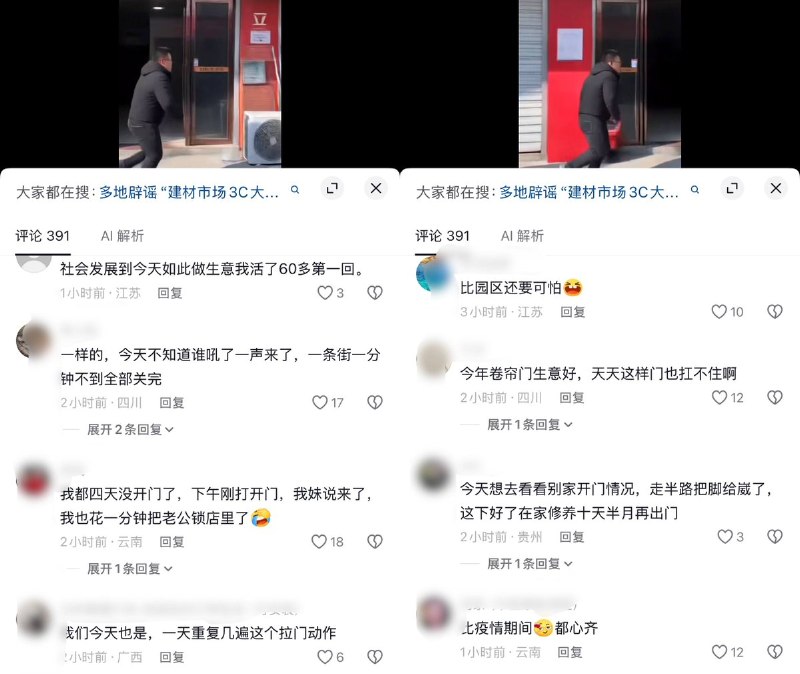 大家都在搜：多地辟谣“建材市场3C大...
评论 391
AI 解析
社会发展到今天如此做生意我活了60多第一回。
1小时前·江苏 回复
3
一样的，今天不知道谁吼了一声来了，一条街一分
钟不到全部关完
2小时前·四川 回复
17
展开2条回复
我都四天没开门了，下午刚打开门，我妹说来了，
我也花一分钟把老公锁店里了🤣
2小时前·云南 回复
18
展开1条回复
我们今天也是，一天重复几遍这个拉门动作
2小时前·广西 回复
6
大家都在搜：多地辟谣“建材市场3C大...
评论 391
AI 解析
比园区还要可怕😆
3小时前·江苏 回复
10
今年卷帘门生意好，天天这样门也扛不住啊
2小时前·四川 回复
12
展开1条回复
今天想去看看别家开门情况，走半路把脚给崴了，
这下好了在家修养十天半月再出门
2小时前·贵州 回复
3
展开1条回复
比疫情期间😏都心齐
1小时前·云南 回复
12